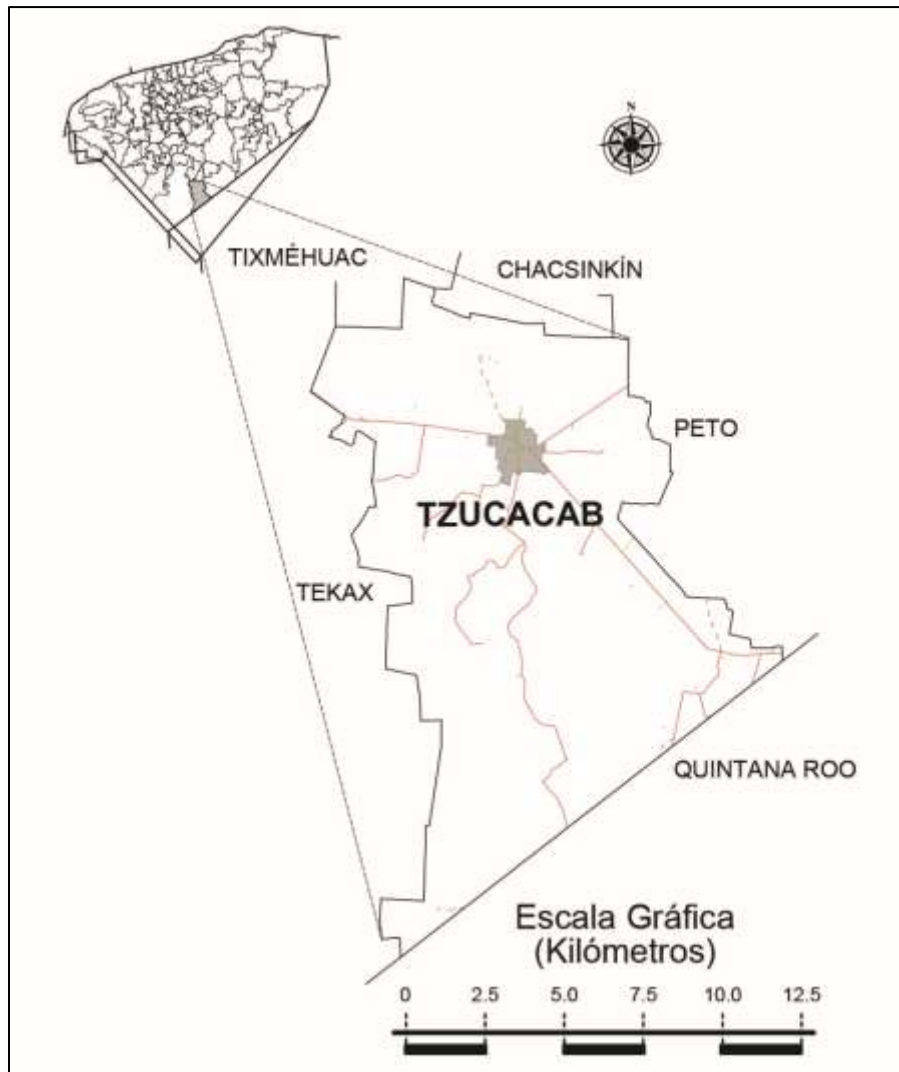 N
TIXMÉHUAC
CHACSINKÍN
PETO
TZUCACAB
TEKAX
QUINTANA ROO
Escala Gráfica
(Kilómetros)
0 2.5 5.0 7.5 10.0 12.5